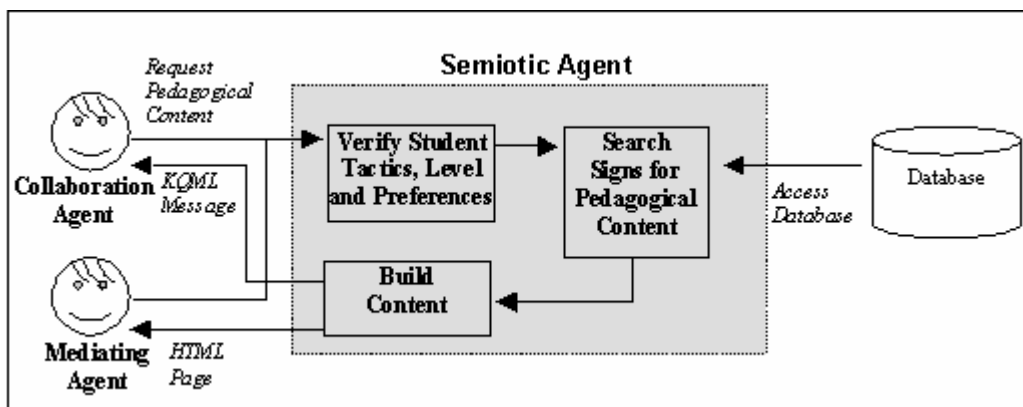 Semiotic Agent
Request
Pedagogical
Content
Collaboration
Agent
KQML
Message
Verify Student
Tactics, Level
and Preferences
Search
Signs for
Pedagogical
Content
Access
Database
Database
Build
Content
Mediating
Agent
HTML
Page